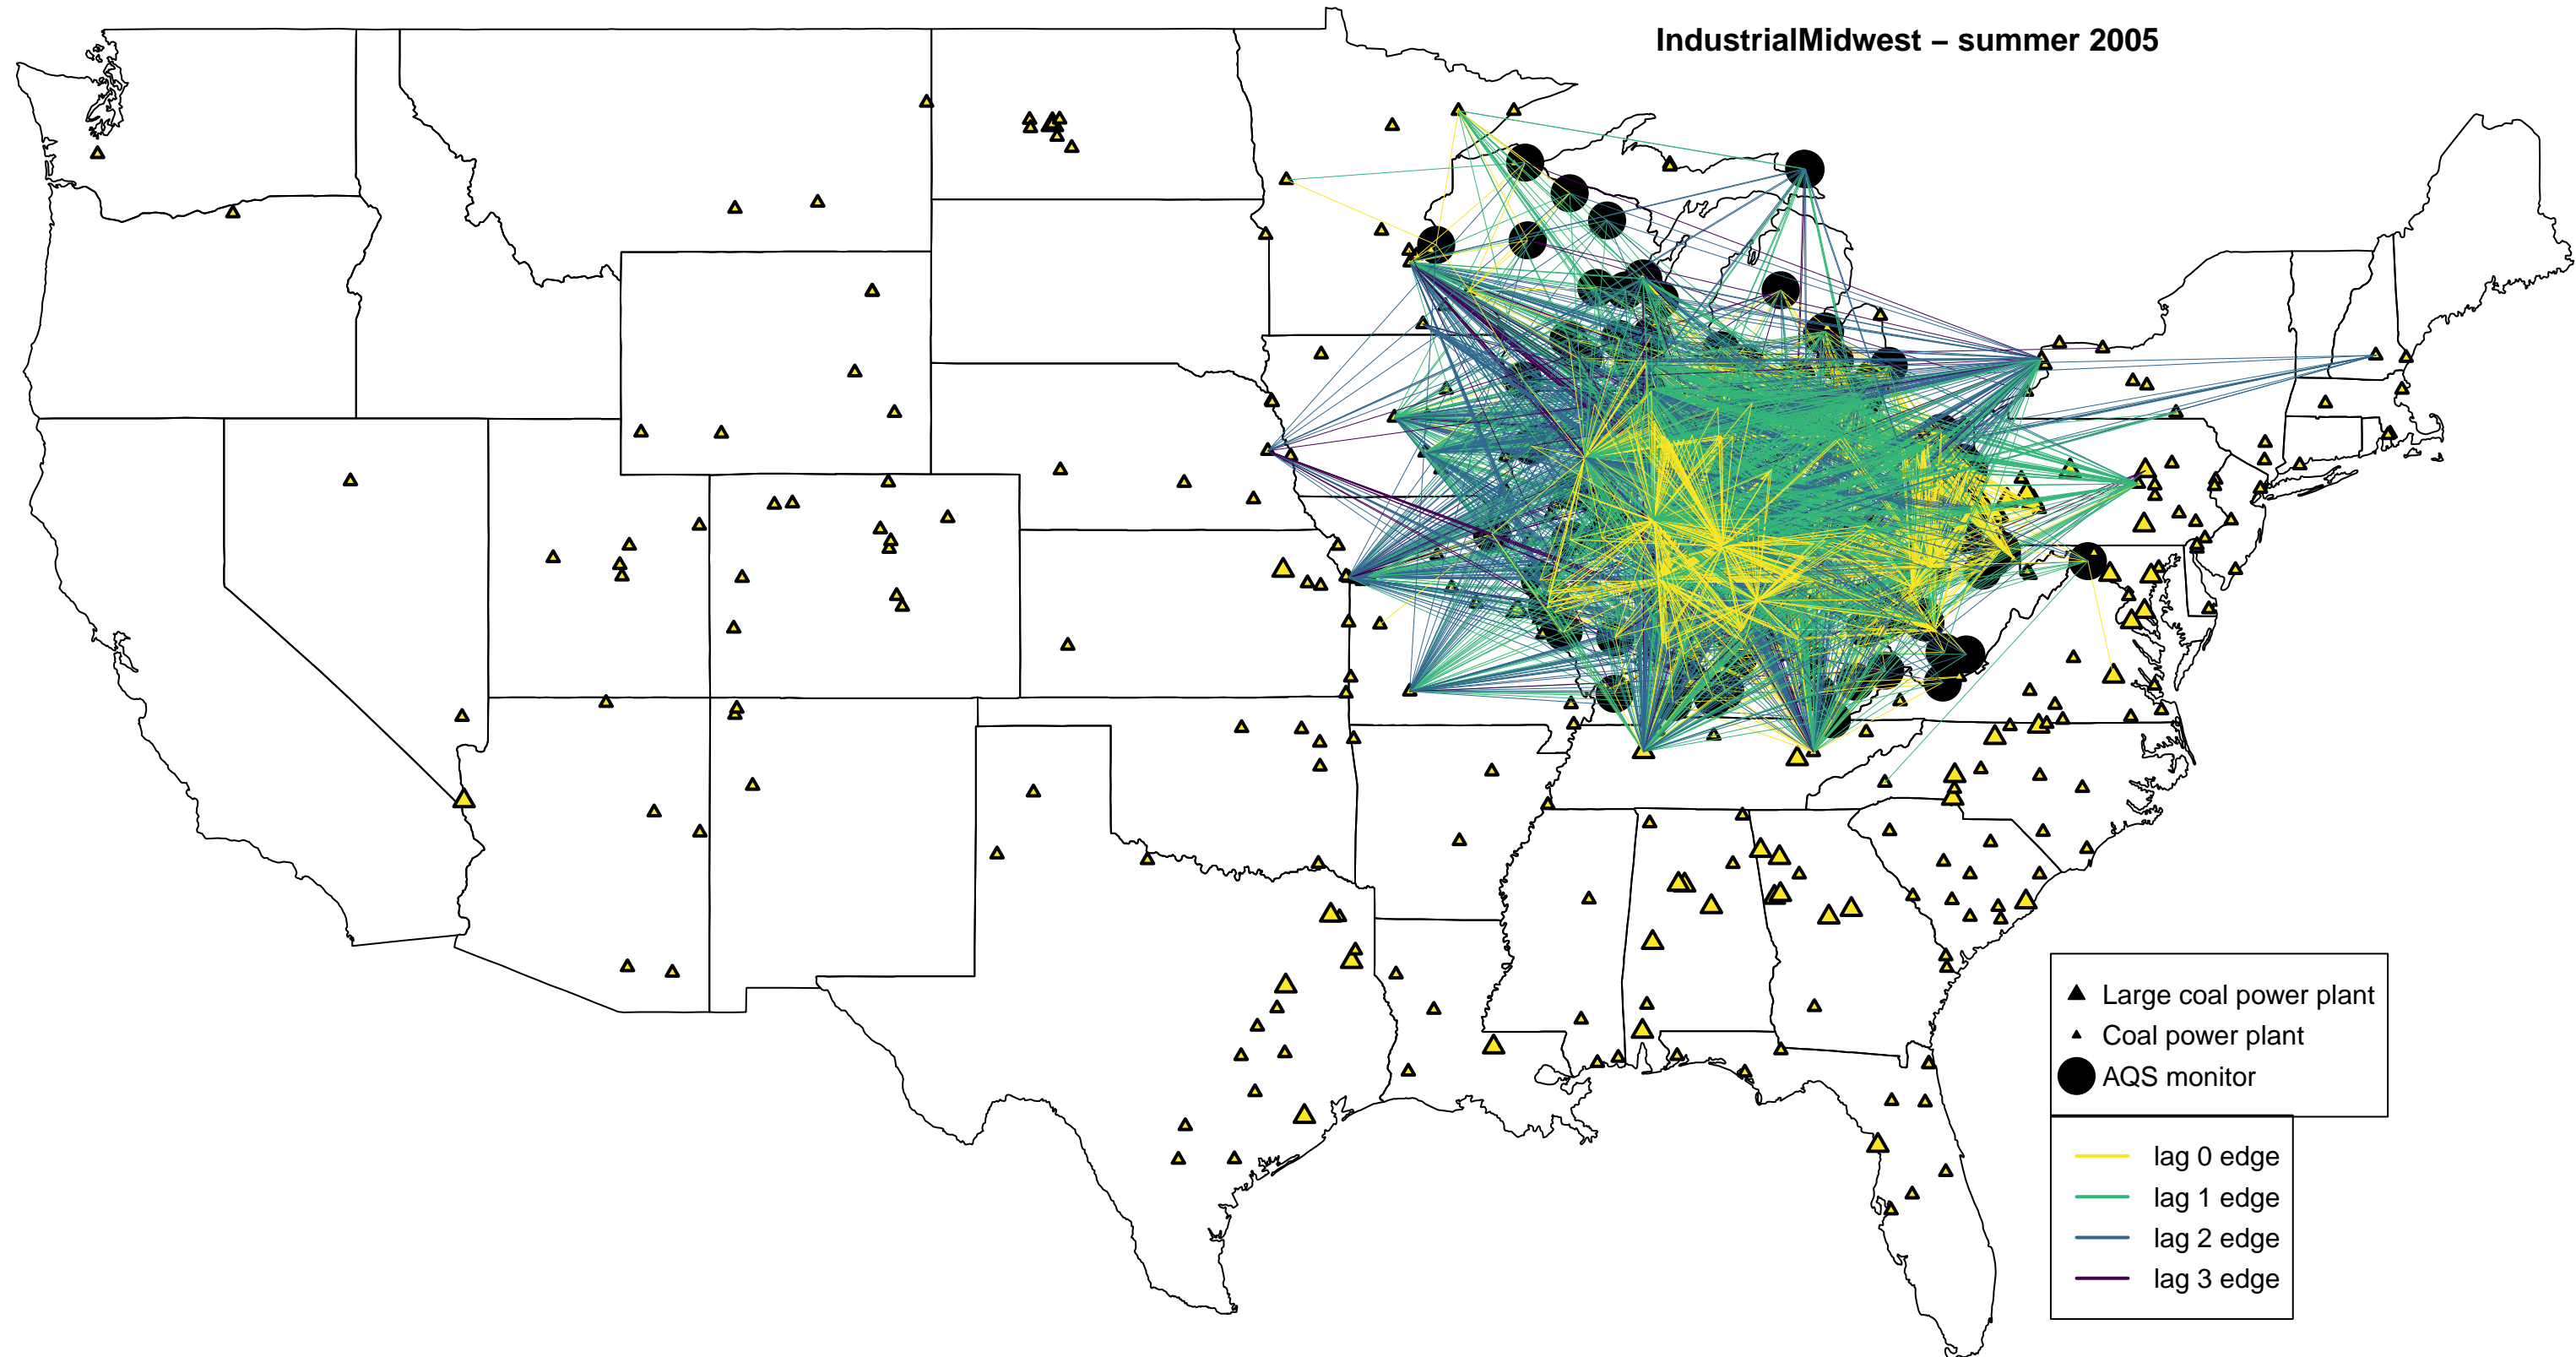 IndustrialMidwest – summer 2005
Large coal power plant
Coal power plant
AQS monitor
lag 0 edge
lag 1 edge
lag 2 edge
lag 3 edge